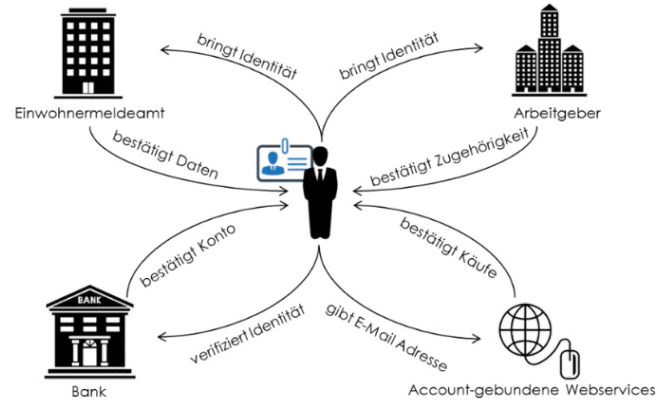 bringt Identität
bringt Identität
Einwohnermeldeamt
Arbeitgeber
bestätigt Daten
bestätigt Zugehörigkeit
bestätigt Konto
bestätigt Käufe
BANK
verifiziert Identität
gibt E-Mail Adresse
Bank
Account-gebundene Webservices